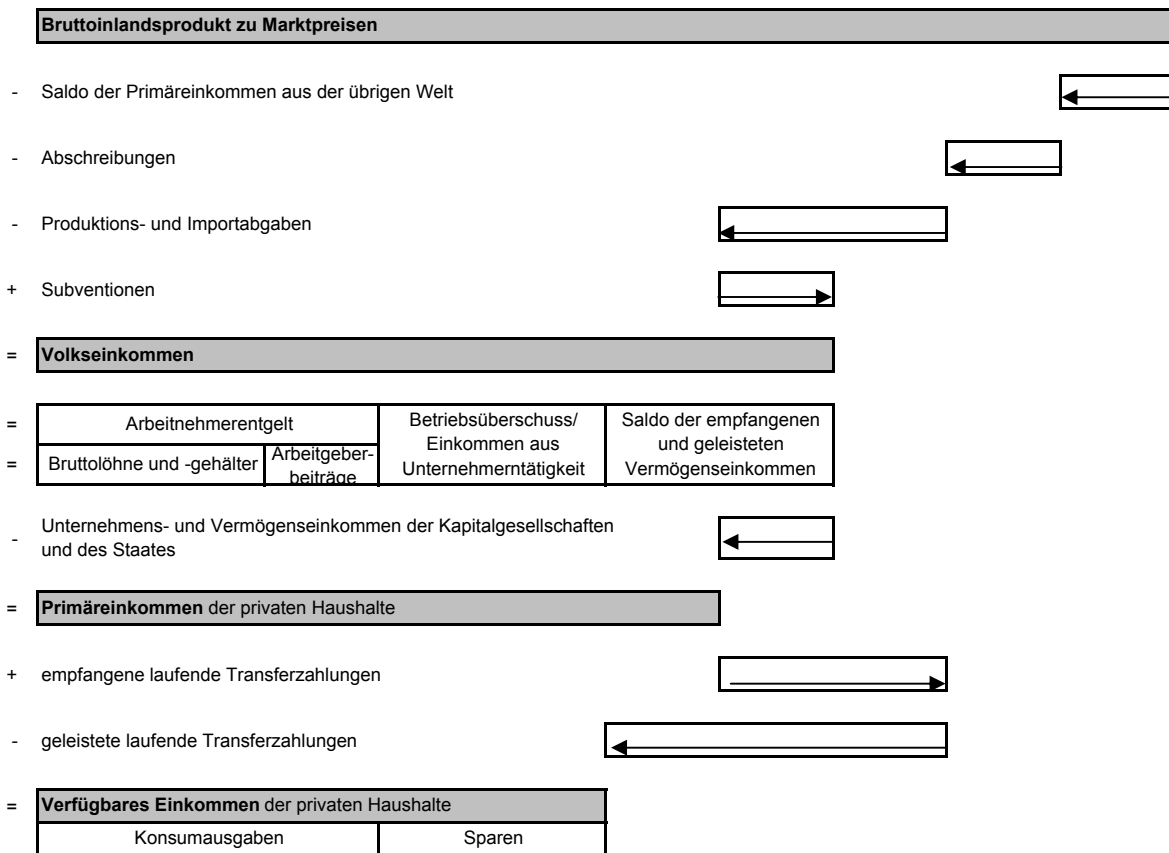 Bruttoinlandsprodukt zu Marktpreisen
- Saldo der Primäreinkommen aus der übrigen Welt
- Abschreibungen
- Produktions- und Importabgaben
+ Subventionen
= Volkseinkommen
= Arbeitnehmerentgelt
= Bruttolöhne und -gehälter
Arbeitgeber-
beiträge
Betriebsüberschuss/
Einkommen aus
Unternehmerntätigkeit
Saldo der empfangenen
und geleisteten
Vermögenseinkommen
- Unternehmens- und Vermögenseinkommen der Kapitalgesellschaften
und des Staates
= Primäreinkommen der privaten Haushalte
+ empfangene laufende Transferzahlungen
- geleistete laufende Transferzahlungen
= Verfügbares Einkommen der privaten Haushalte
Konsumausgaben Sparen